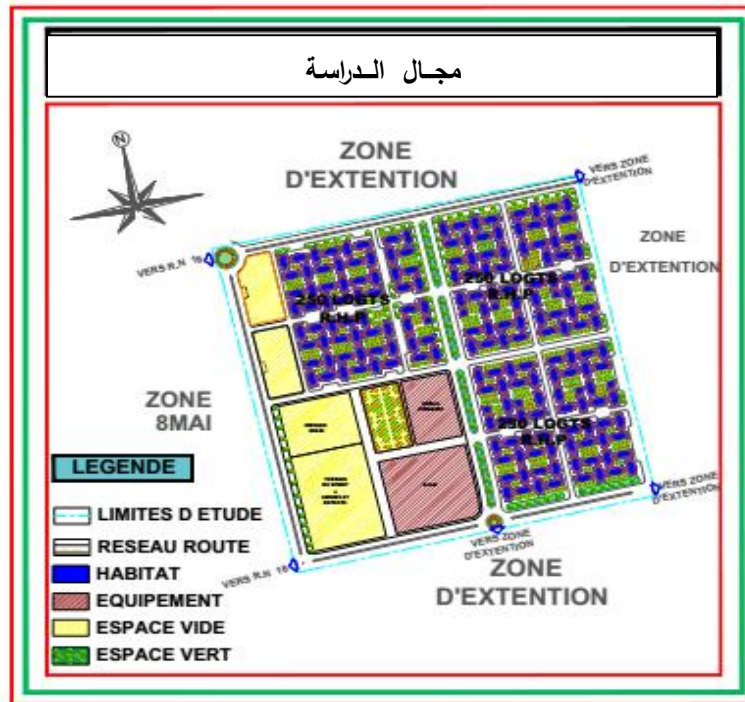 مجـال الـدراسة
N
ZONE
D'EXTENTION
VERS ZONE
D'EXTENTION
ZONE
D'EXTENTION
VERS R.N 16
250 LOGTS
R.H.P
250 LOGTS
R.H.P
ZONE
8MAI
250 LOGTS
R.H.P
LEGENDE
LIMITES D ETUDE
RESEAU ROUTE
HABITAT
EQUIPEMENT
ESPACE VIDE
ESPACE VERT
VERS R.N 16
VERS ZONE
D'EXTENTION
VERS ZONE
D'EXTENTION
ZONE
D'EXTENTION